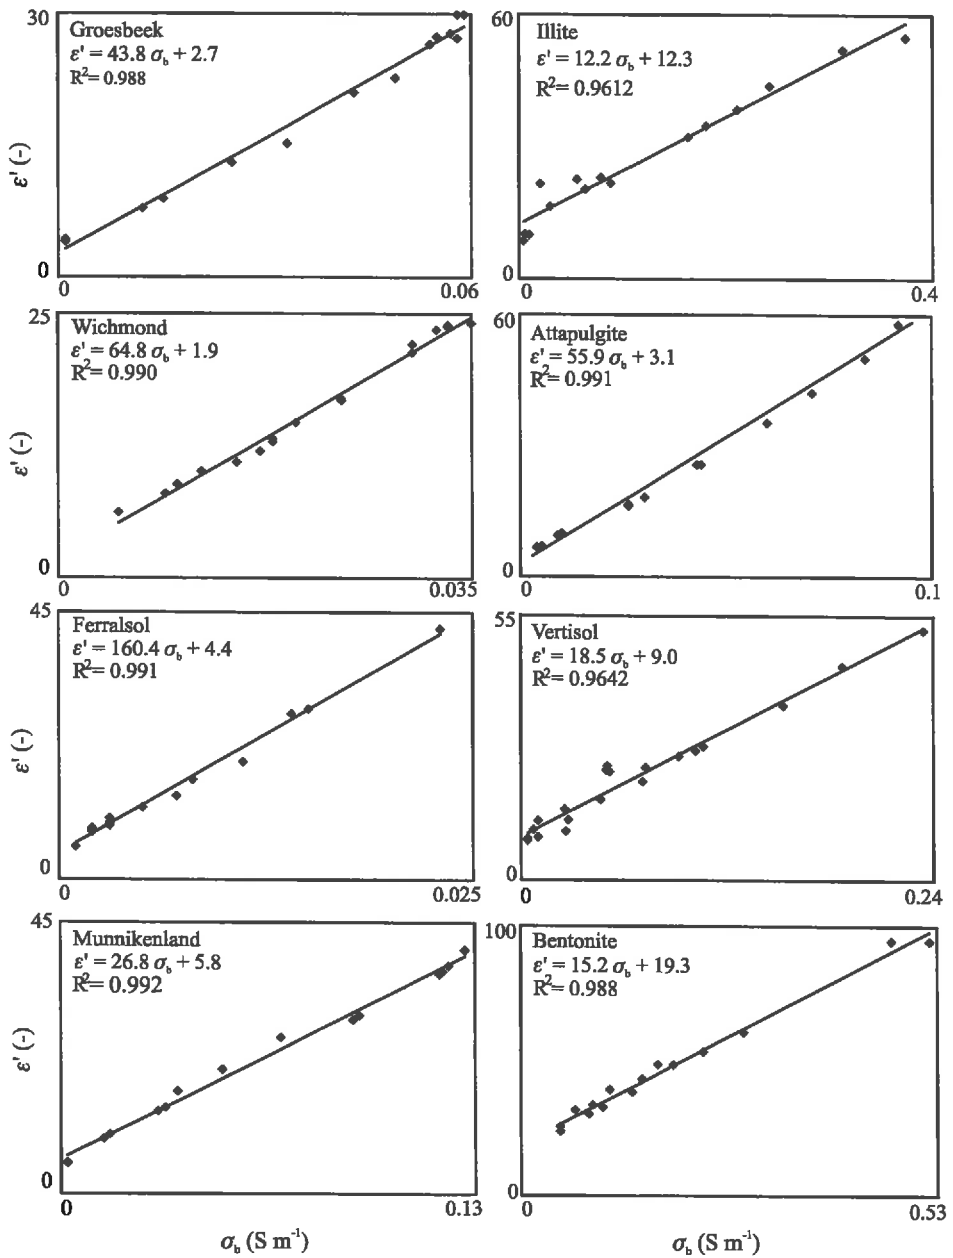 30
Groesbeek
ε' = 43.8 σb + 2.7
R²= 0.988
ε' (-)
0
0
0.06
60
Illite
ε' = 12.2 σb + 12.3
R²= 0.9612
0
0
0.4
25
Wichmond
ε' = 64.8 σb + 1.9
R²= 0.990
ε' (-)
0
0
0.035
60
Attapulgite
ε' = 55.9 σb + 3.1
R²= 0.991
0
0
0.1
45
Ferralsol
ε' = 160.4 σb + 4.4
R²= 0.991
ε' (-)
0
0
0.025
55
Vertisol
ε' = 18.5 σb + 9.0
R²= 0.9642
0
0
0.24
45
Munnikenland
ε' = 26.8 σb + 5.8
R²= 0.992
ε' (-)
0
0
0.13
σb (S m⁻¹)
100
Bentonite
ε' = 15.2 σb + 19.3
R²= 0.988
0
0
0.53
σb (S m⁻¹)